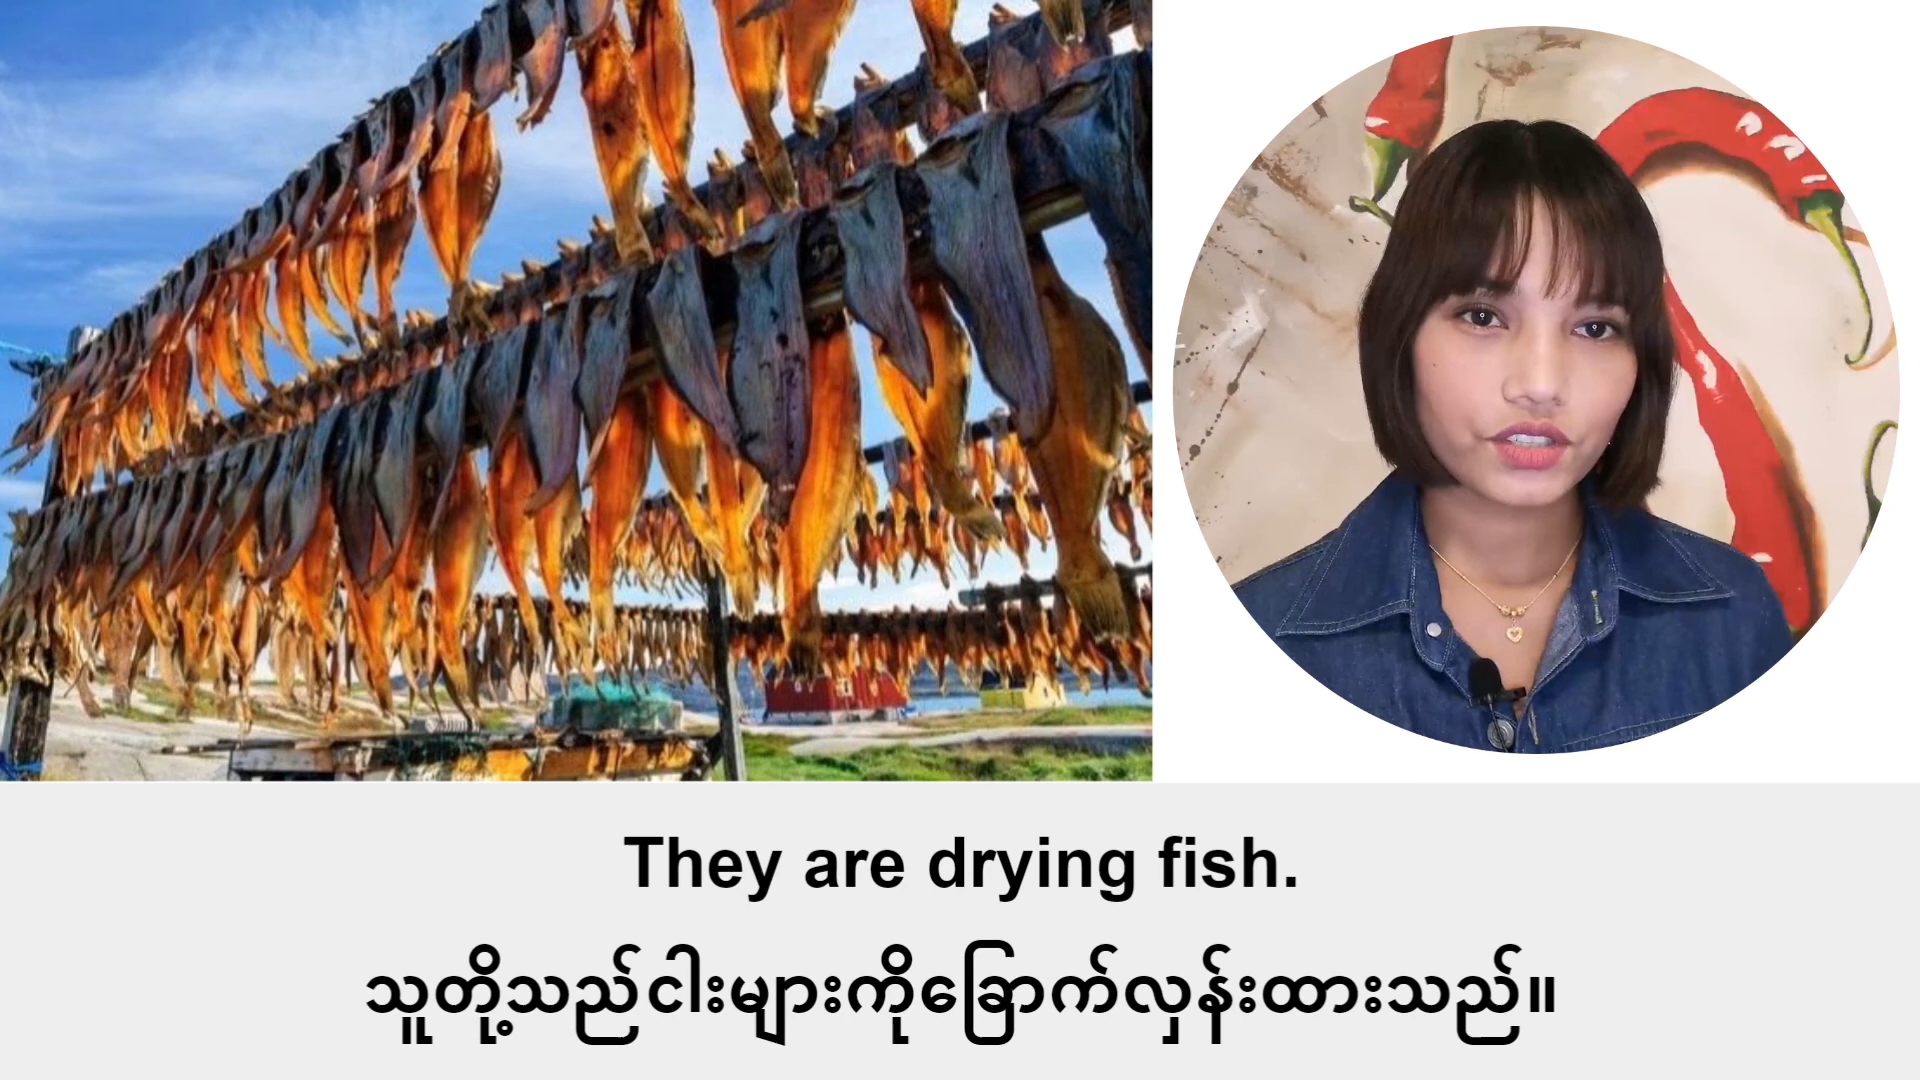 They are drying fish.
သူတို့သည်ငါးများကိုခြောက်လှန်းထားသည်။